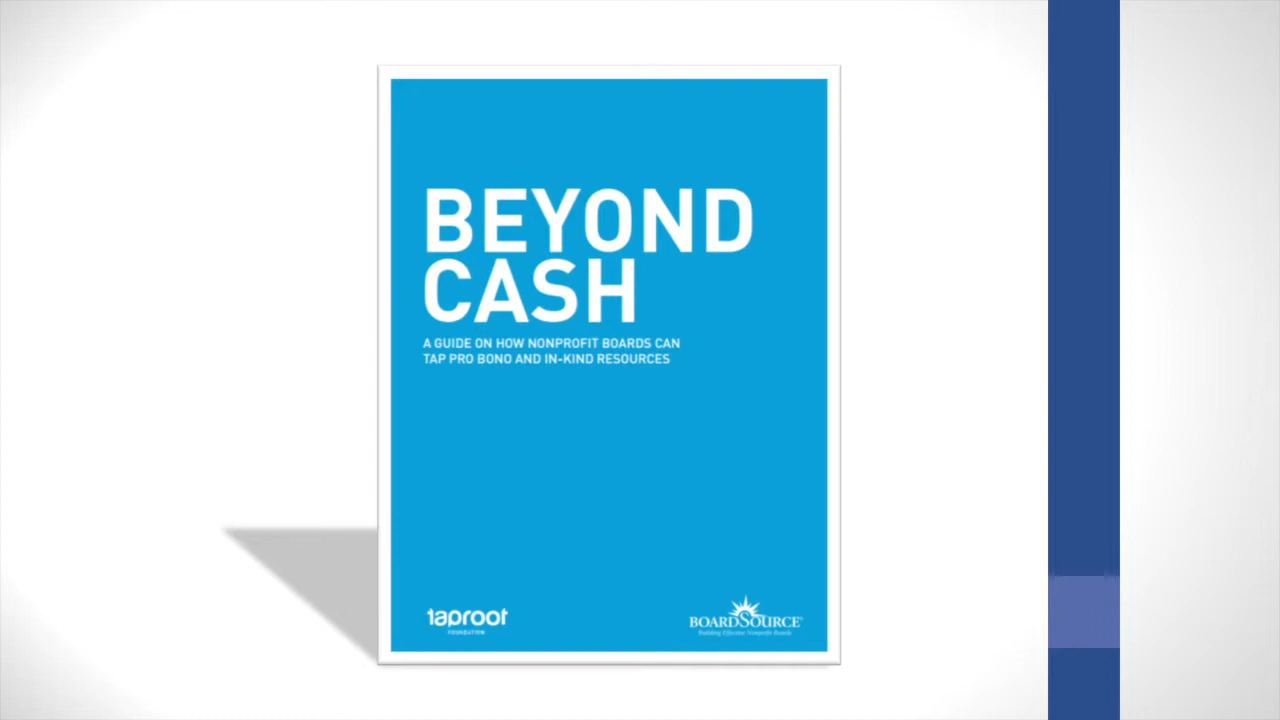 BEYOND
CASH
A GUIDE ON HOW NONPROFIT BOARDS CAN
TAP PRO BONO AND IN-KIND RESOURCES
taproot
FOUNDATION
BOARDSOURCE®
Building Effective Nonprofit Boards